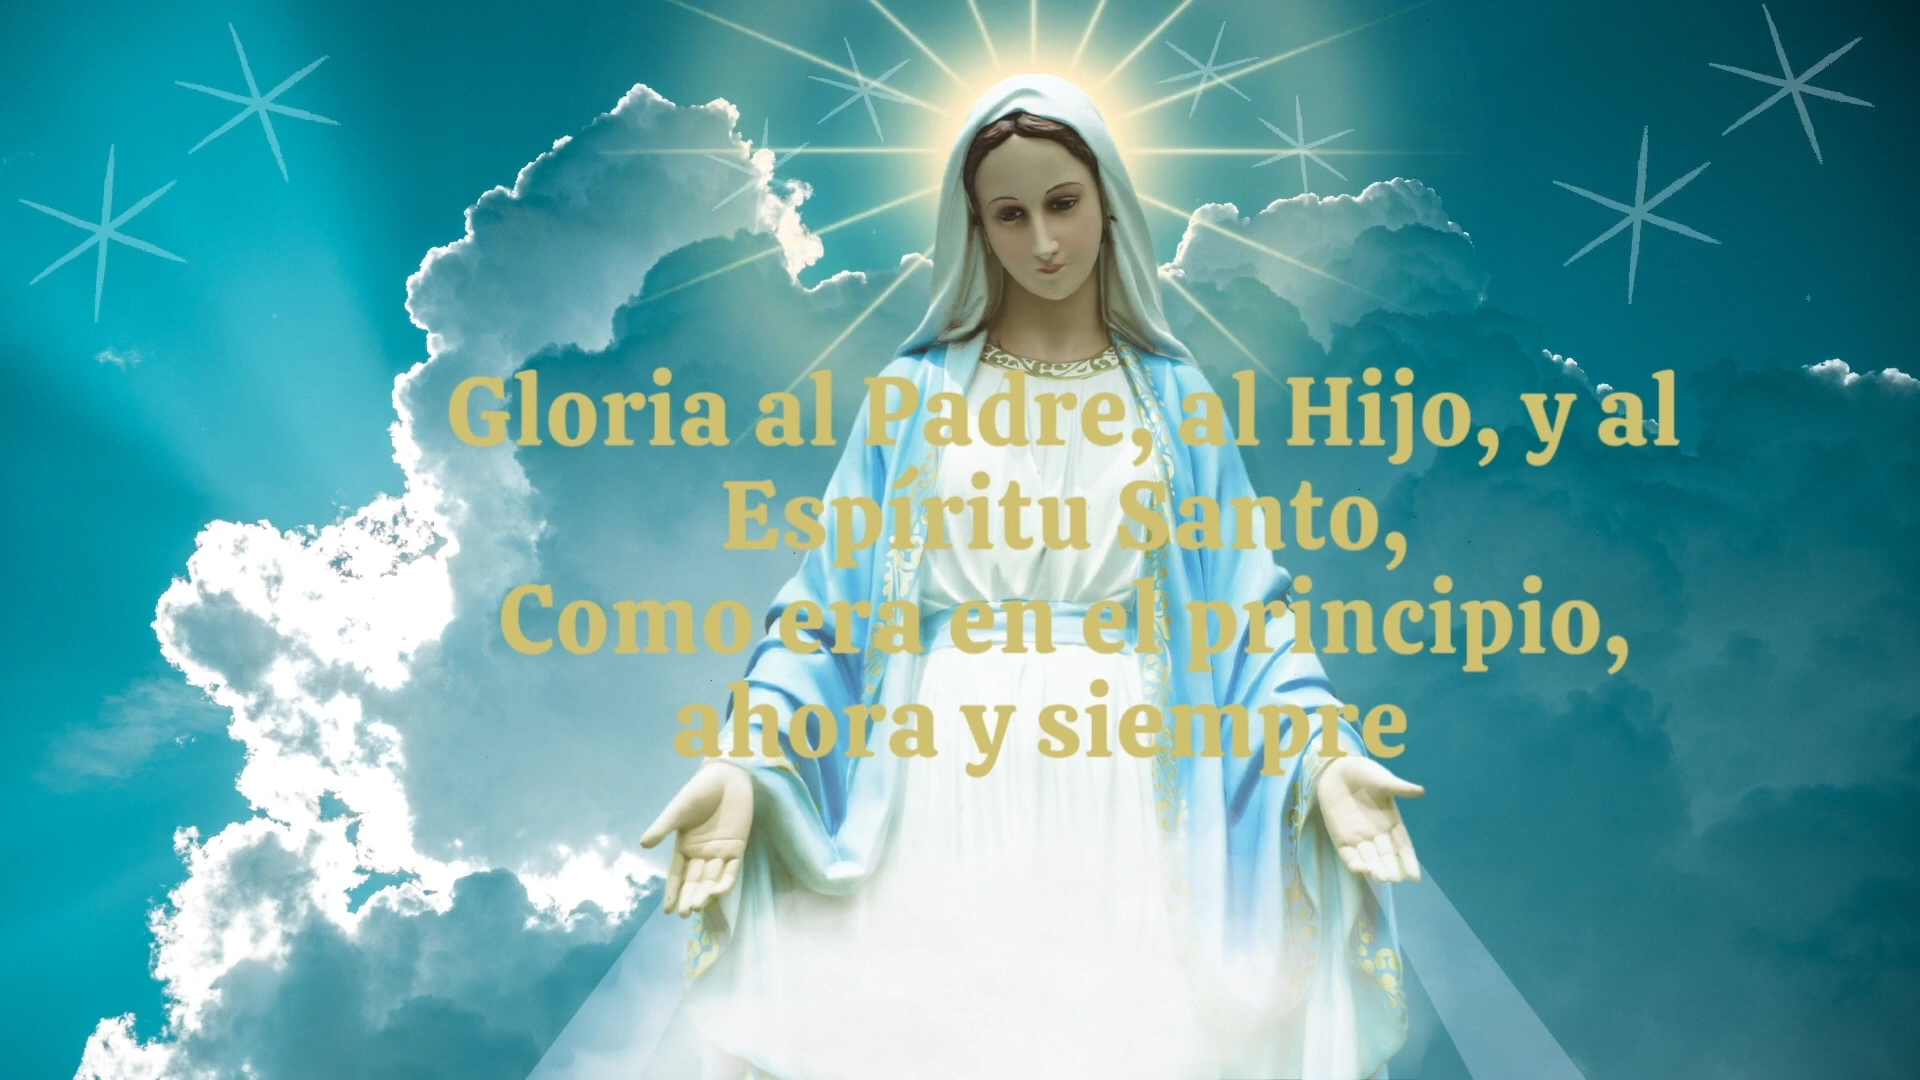 Gloria al Padre, al Hijo, y al
Espíritu Santo,
Como era en el principio,
ahora y siempre